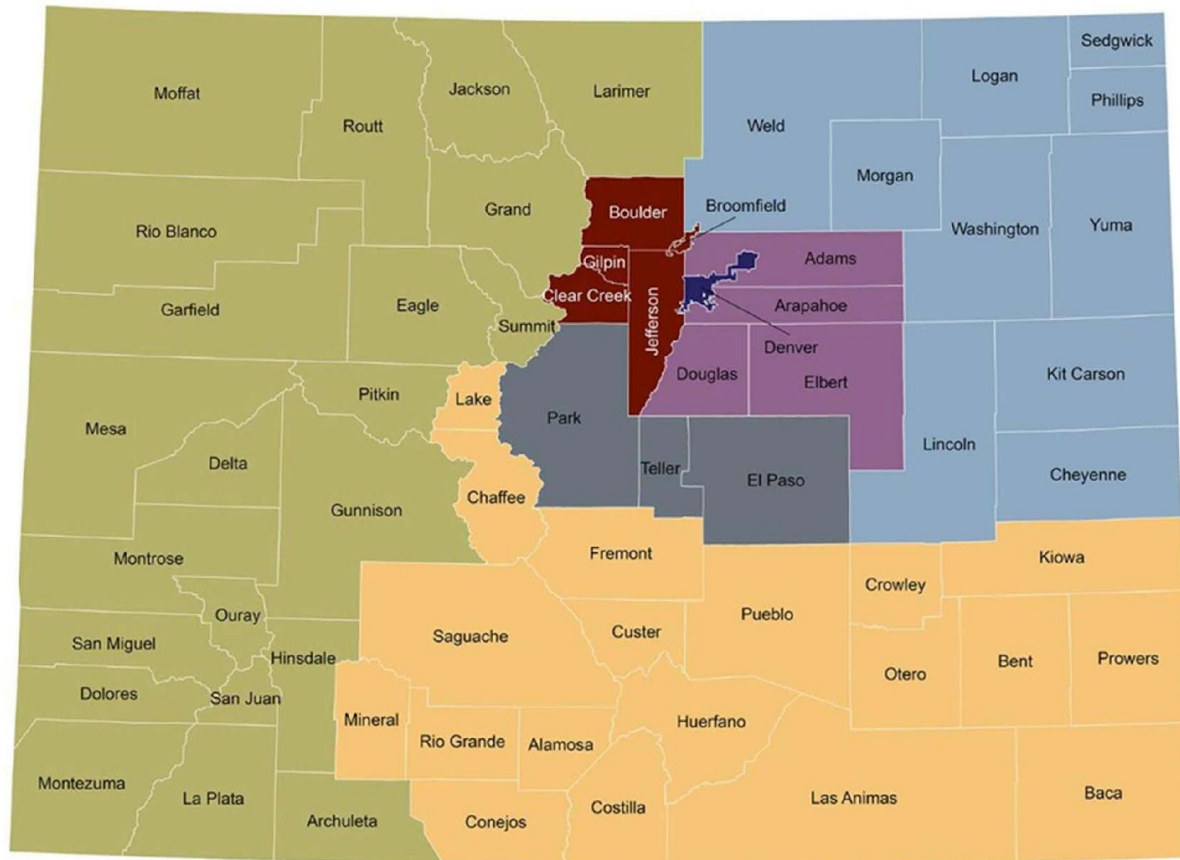 Sedgwick
Logan
Jackson
Larimer
Moffat
Phillips
Routt
Weld
Morgan
Broomfield
Grand
Boulder
Rio Blanco
Washington
Yuma
Gilpin
Adams
Clear Creek
Eagle
Garfield
Arapahoe
Summit
Jefferson
Denver
Douglas
Elbert
Kit Carson
Pitkin
Lake
Park
Mesa
Lincoln
Delta
Teller
El Paso
Cheyenne
Chaffee
Gunnison
Fremont
Kiowa
Montrose
Crowley
Ouray
Pueblo
Saguache
Custer
San Miguel
Hinsdale
Otero
Bent
Prowers
Dolores
San Juan
Mineral
Huerfano
Rio Grande
Alamosa
Montezuma
La Plata
Las Animas
Baca
Costilla
Archuleta
Conejos